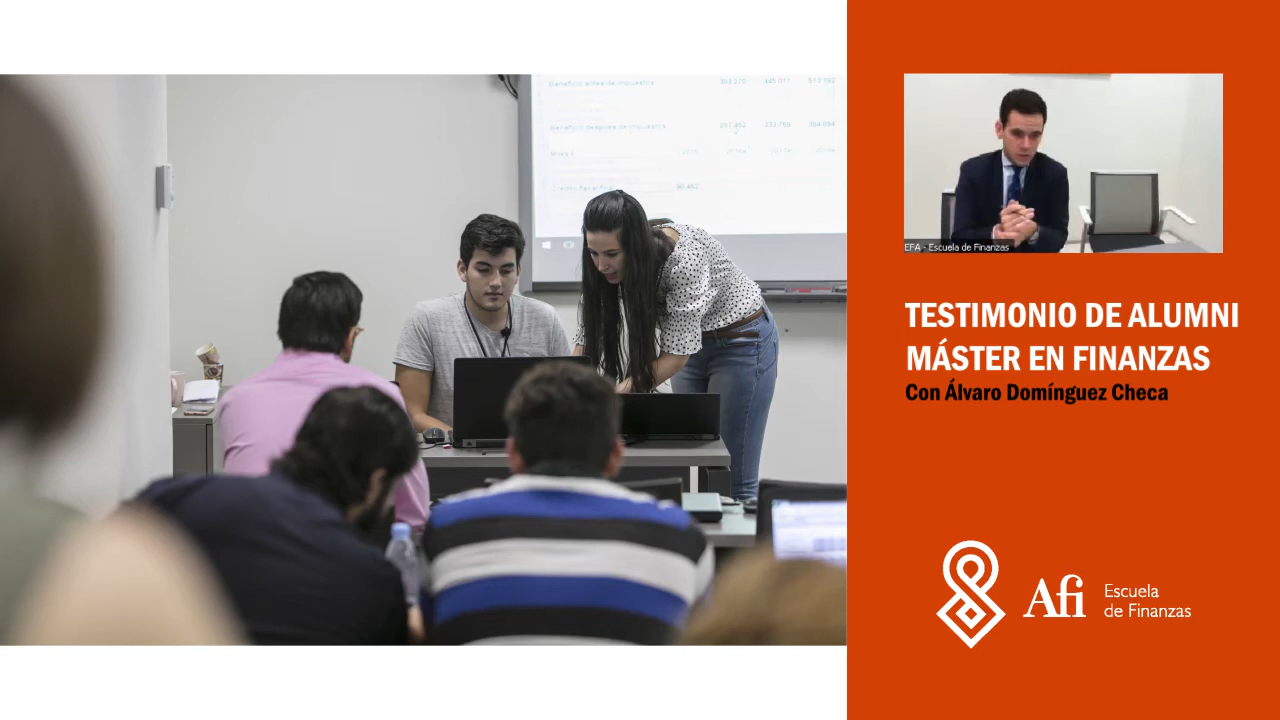 Beneficio antes de impuestos
Beneficio después de impuestos
EFA - Escuela de Finanzas
TESTIMONIO DE ALUMNI
MÁSTER EN FINANZAS
Con Álvaro Domínguez Checa
Afi
Escuela
de Finanzas